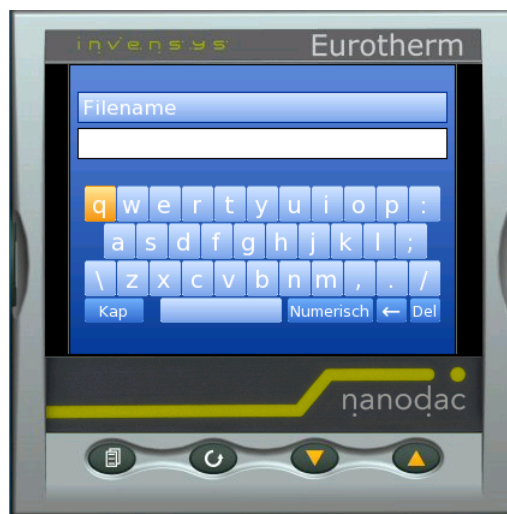 invensys Eurotherm
Filename
q w e r t y u i o p :
a s d f g h j k l ;
\ z x c v b n m , . /
Kap Numerisch ← Del
nanodac